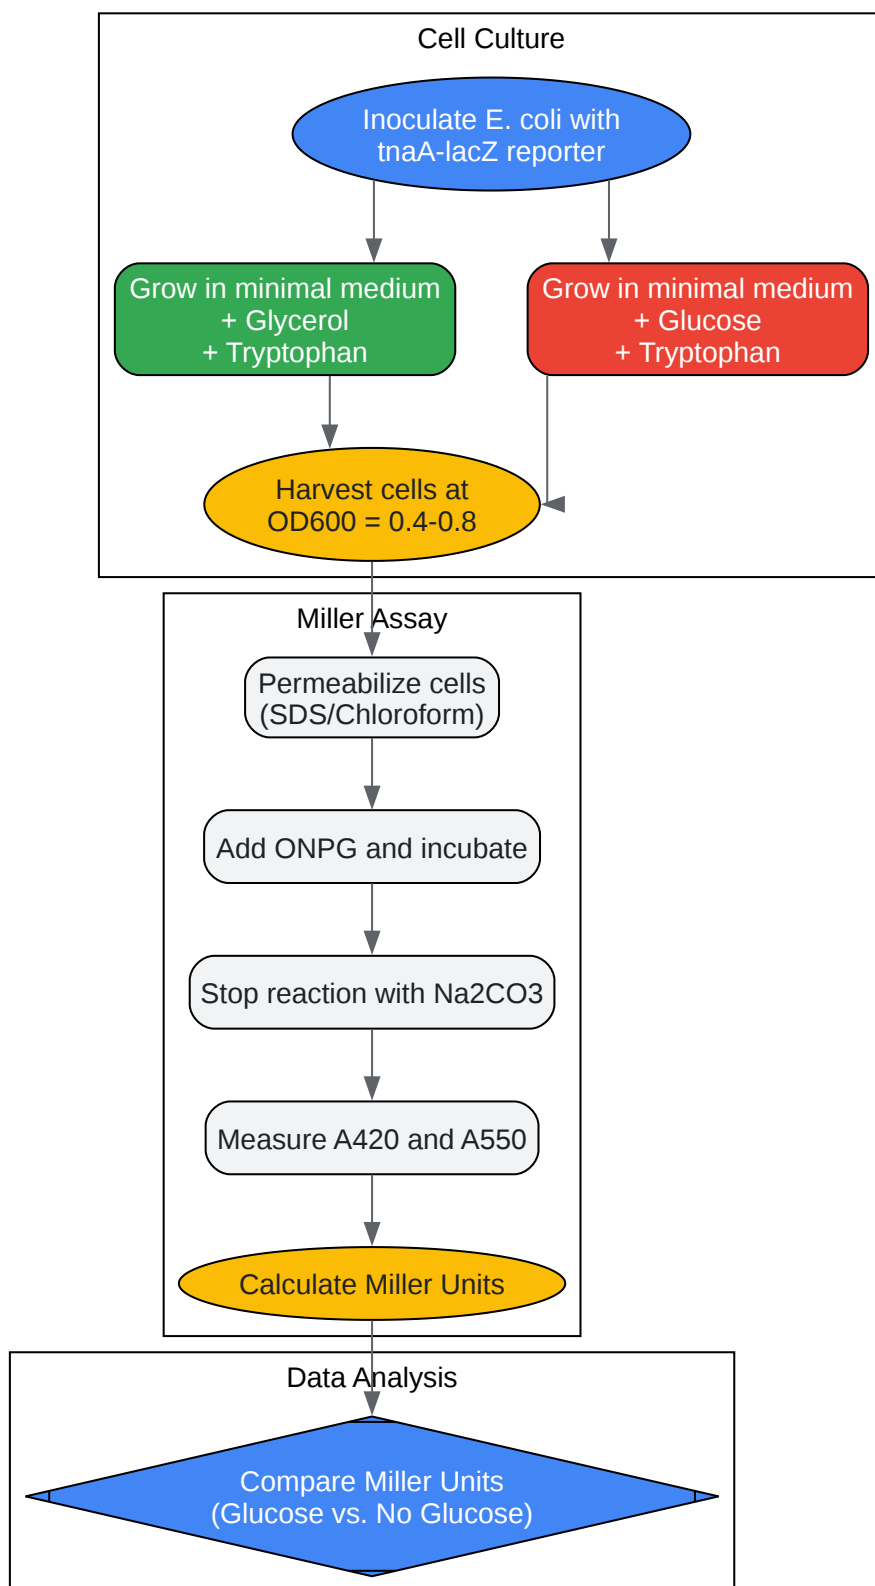 Cell Culture
Inoculate E. coli with
tnaA-lacZ reporter
Grow in minimal medium
+ Glycerol
+ Tryptophan
Grow in minimal medium
+ Glucose
+ Tryptophan
Harvest cells at
OD600 = 0.4-0.8
Miller Assay
Permeabilize cells
(SDS/Chloroform)
Add ONPG and incubate
Stop reaction with Na2CO3
Measure A420 and A550
Calculate Miller Units
Data Analysis
Compare Miller Units
(Glucose vs. No Glucose)